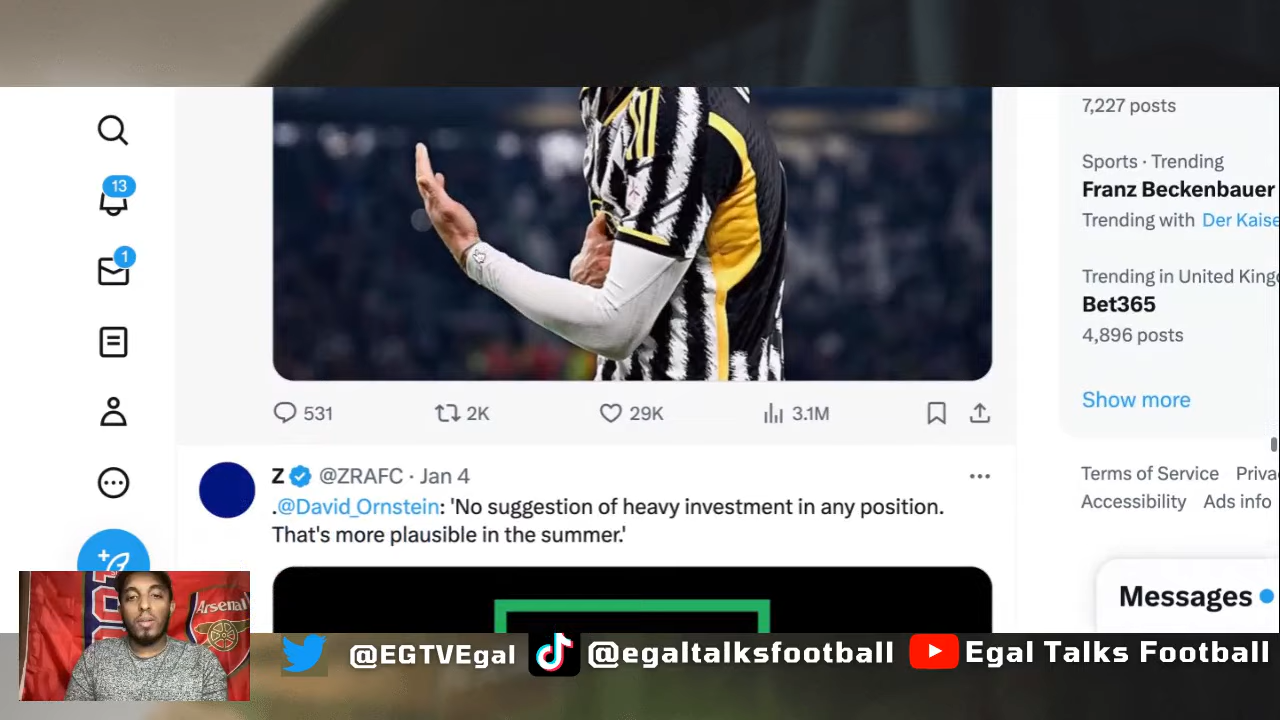 7,227 posts
Sports · Trending
Franz Beckenbauer
Trending with Der Kaise
Trending in United King
Bet365
4,896 posts
Show more
13
1
531
2K
29K
3.1M
Z @ZRAFC · Jan 4
.@David_Ornstein: 'No suggestion of heavy investment in any position.
That's more plausible in the summer.'
Terms of Service Priva
Accessibility Ads info
Messages
Arsenal
@EGTVEgal
@egaltalksfootball
Egal Talks Football